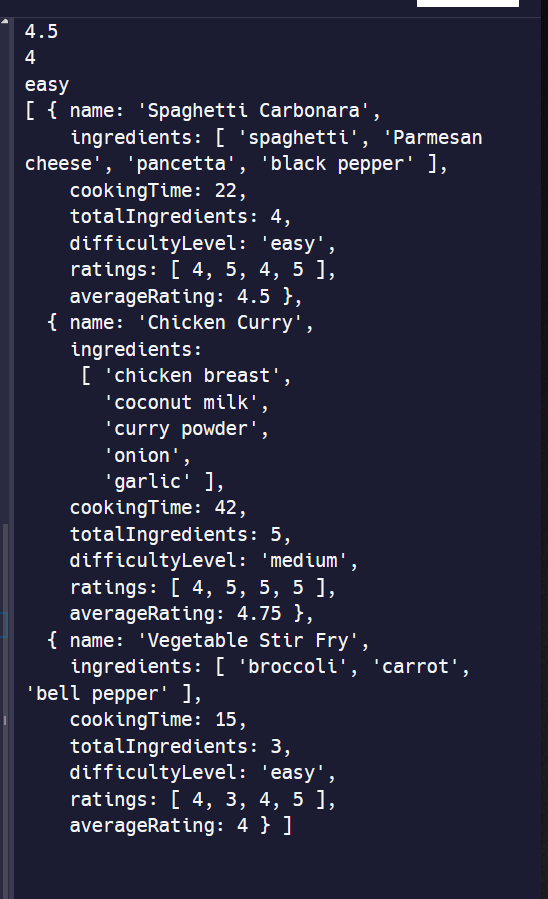 4.5
4
easy
[ { name: 'Spaghetti Carbonara',
    ingredients: [ 'spaghetti', 'Parmesan
cheese', 'pancetta', 'black pepper' ],
    cookingTime: 22,
    totalIngredients: 4,
    difficultyLevel: 'easy',
    ratings: [ 4, 5, 4, 5 ],
    averageRating: 4.5 },
  { name: 'Chicken Curry',
    ingredients:
     [ 'chicken breast',
       'coconut milk',
       'curry powder',
       'onion',
       'garlic' ],
    cookingTime: 42,
    totalIngredients: 5,
    difficultyLevel: 'medium',
    ratings: [ 4, 5, 5, 5 ],
    averageRating: 4.75 },
  { name: 'Vegetable Stir Fry',
    ingredients: [ 'broccoli', 'carrot',
'bell pepper' ],
    cookingTime: 15,
    totalIngredients: 3,
    difficultyLevel: 'easy',
    ratings: [ 4, 3, 4, 5 ],
    averageRating: 4 } ]